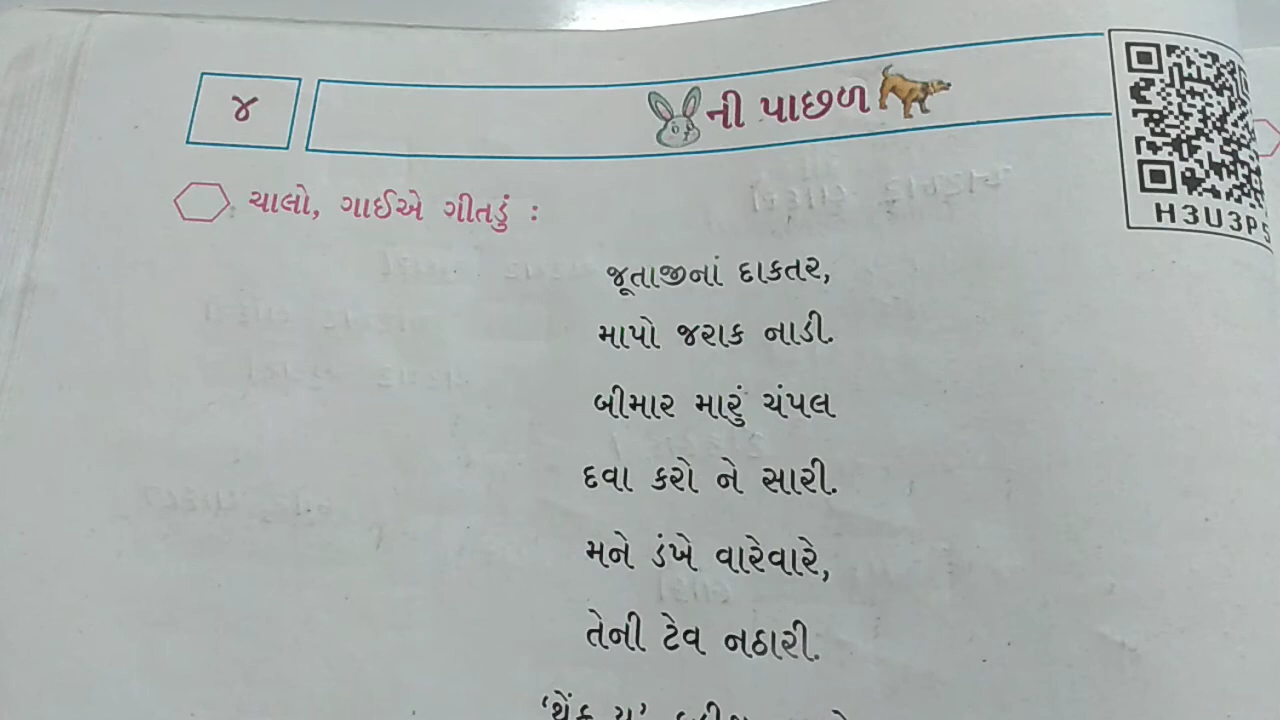 ૪
ની પાછળ
H3U3P5
ચાલો, ગાઈએ ગીતડું :
જૂતાજીનાં દાકતર,
માપો જરાક નાડી.
બીમાર મારું ચંપલ
દવા કરો ને સારી.
મને ડંખે વારેવારે,
તેની ટેવ નઠારી.
‘થેંક યુ’